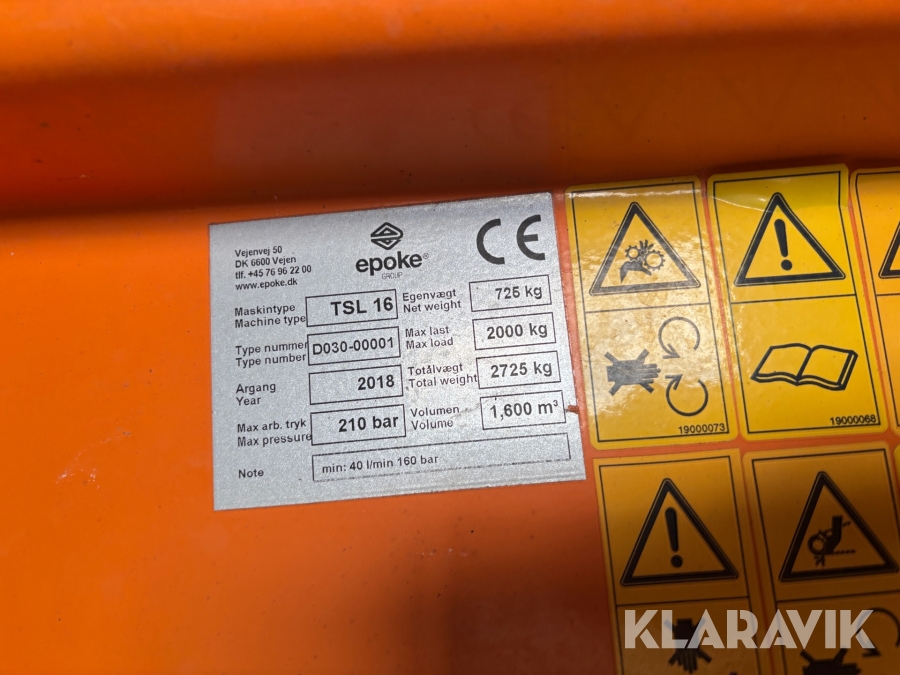 Vejenvej 50
DK 6600 Vejen
tlf. +45 76 96 22 00
www.epoke.dk
epoke®
GROUP
CE
Maskintype
Machine type
TSL 16
Egenvægt
Net weight
725 kg
Type nummer
Type number
D030-00001
Max last
Max load
2000 kg
Argang
Year
2018
Totålvægt
Total weight
2725 kg
Max arb. tryk
Max pressure
210 bar
Volumen
Volume
1,600 m³
Note
min: 40 l/min 160 bar
19000073
19000068
KLARAVIK